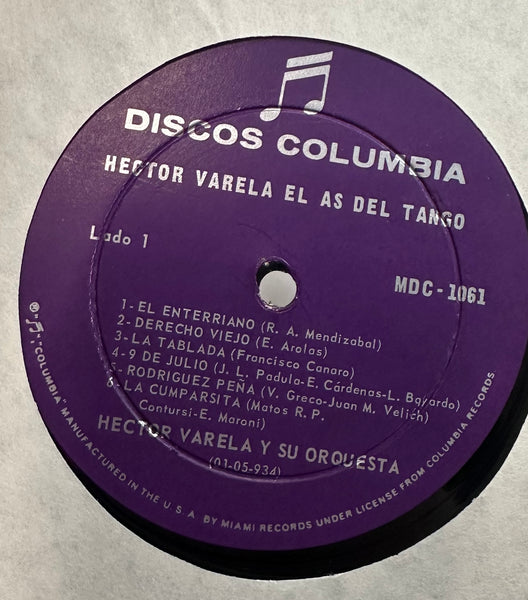 DISCOS COLUMBIA
HECTOR VARELA EL AS DEL TANGO
Lado 1
MDC-1061
1- EL ENTERRIANO (R. A. Mendizabal)
2- DERECHO VIEJO (E. Arolas)
3- LA TABLADA (Francisco Canaro)
4- 9 DE JULIO (J. L. Padula-E. Cárdenas-L. Bayardo)
5- RODRIGUEZ PEÑA (V. Greco-Juan M. Velich)
6- LA CUMPARSITA (Matos R. P.
Contursi-E. Maroni)
HECTOR VARELA Y SU ORQUESTA
(01-05-934)
® "COLUMBIA" MANUFACTURED IN THE U. S. A. BY MIAMI RECORDS UNDER LICENSE FROM COLUMBIA RECORDS